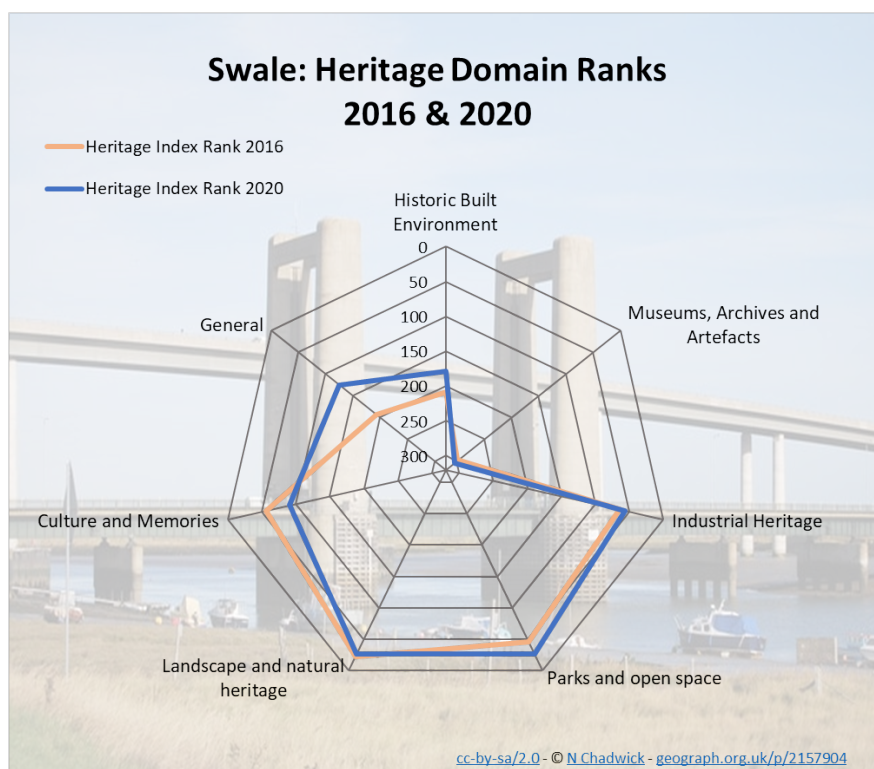 Swale: Heritage Domain Ranks
2016 & 2020
Heritage Index Rank 2016
Heritage Index Rank 2020
Historic Built
Environment
0
50
100
150
200
250
300
Museums, Archives and
Artefacts
General
Culture and Memories
Industrial Heritage
Landscape and natural
heritage
Parks and open space
cc-by-sa/2.0 - © N Chadwick - geograph.org.uk/p/2157904